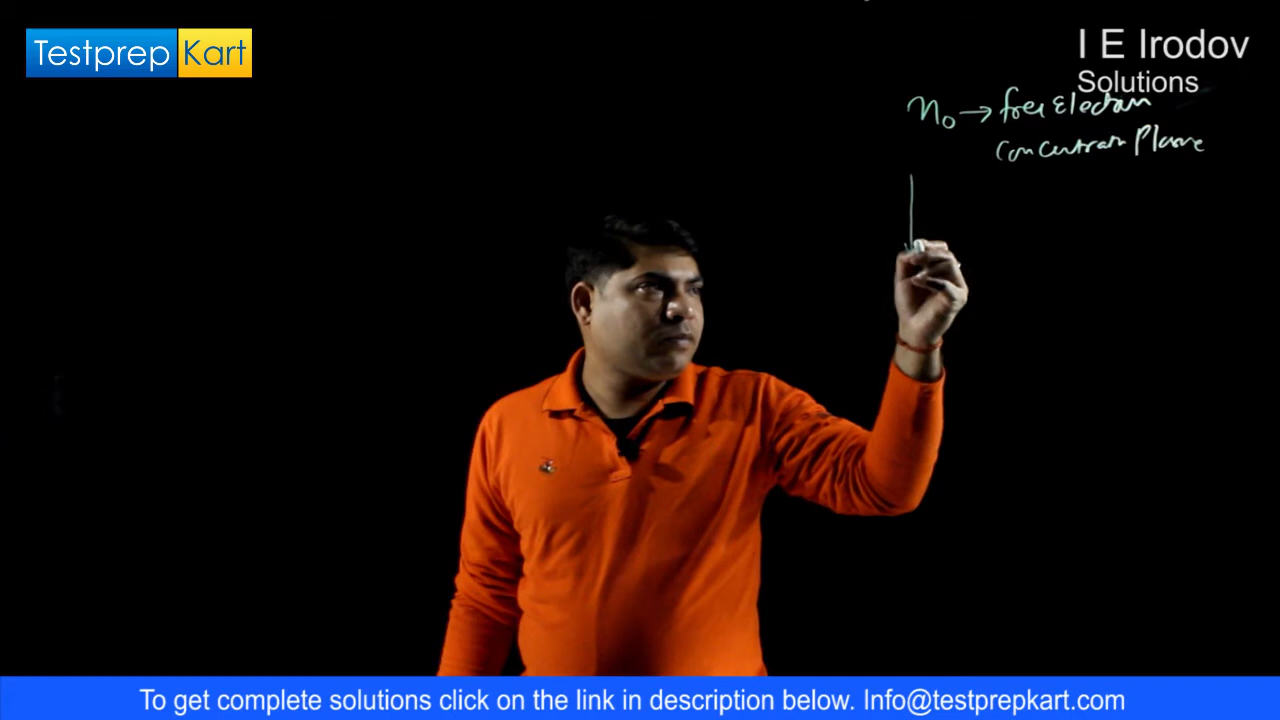 Testprep Kart
I E Irodov
Solutions
n₀ → free Electron
Concentration Plasma
To get complete solutions click on the link in description below. Info@testprepkart.com